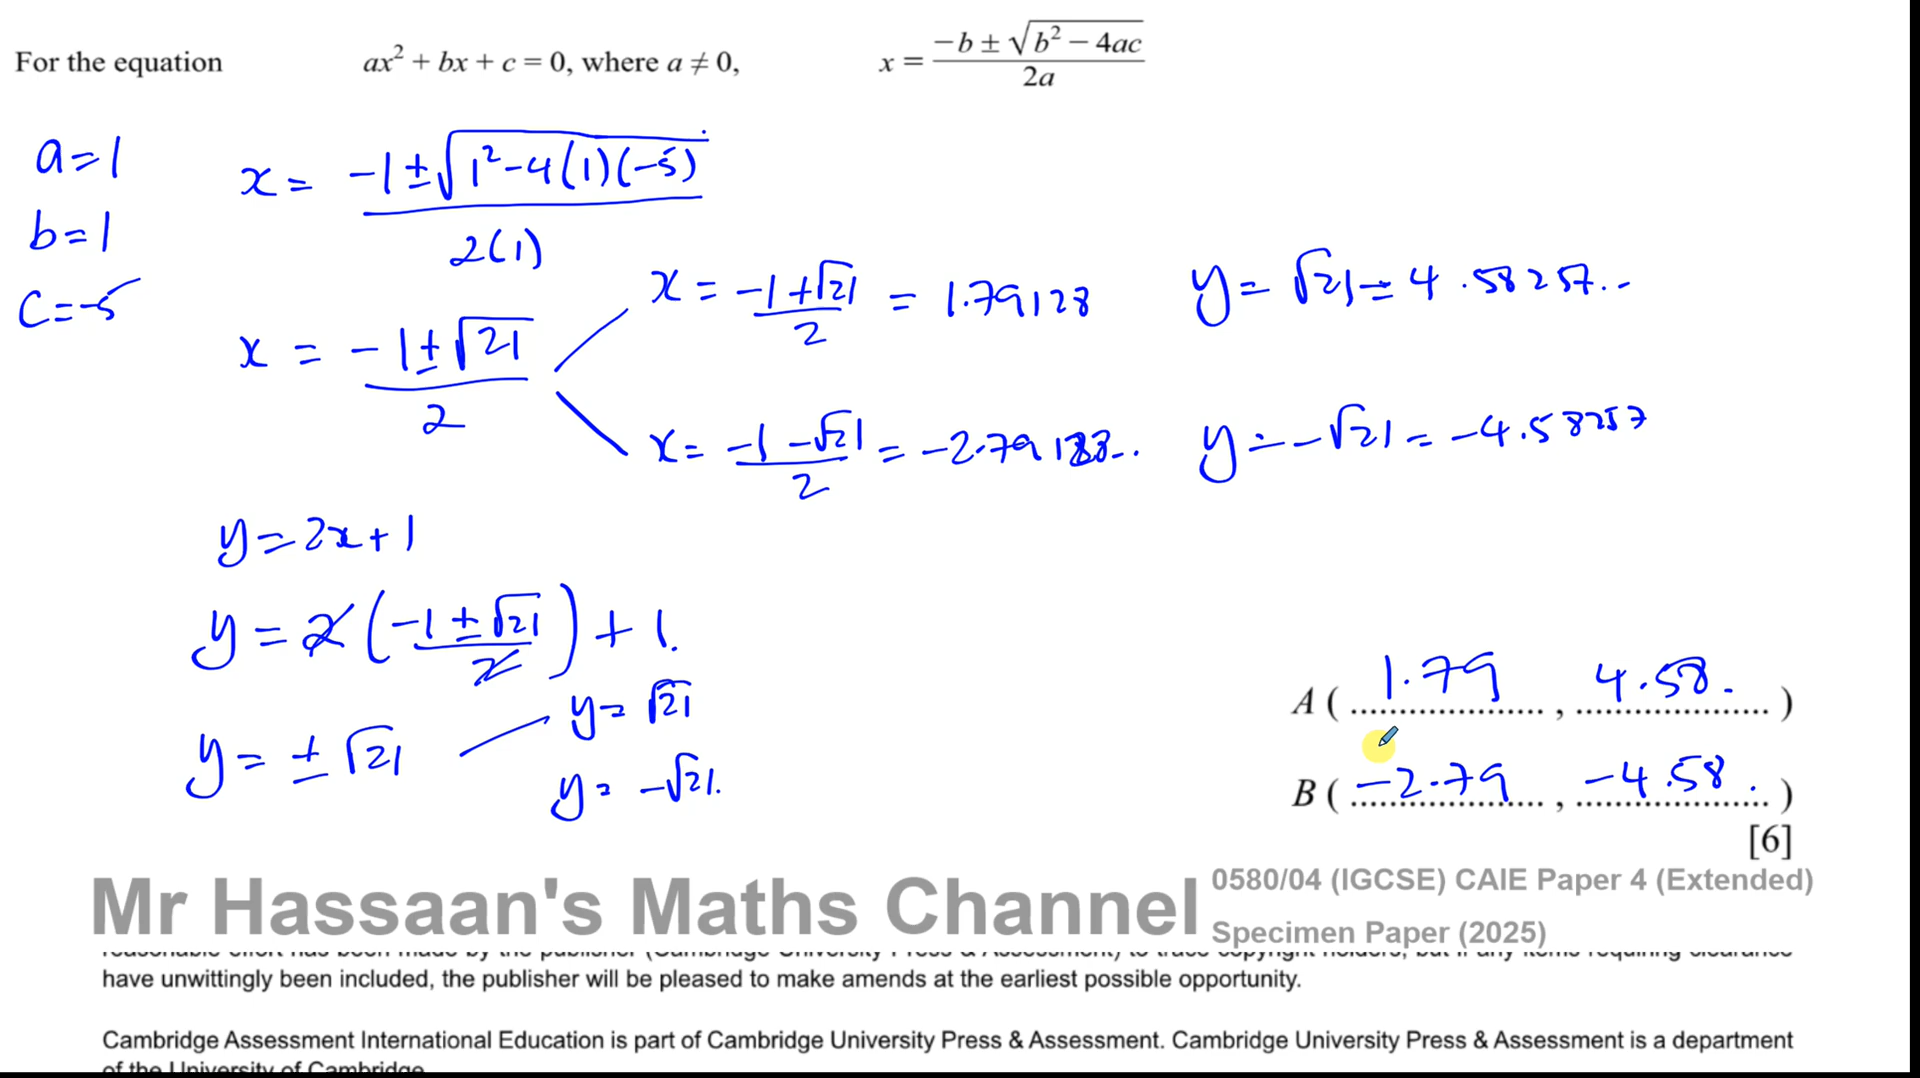 For the equation ax² + bx + c = 0, where a ≠ 0, x = (-b ± √(b² − 4ac)) / 2a
a=1
b=1
c=-5
x = (-1±√(1²-4(1)(-5))) / 2(1)
x = (-1±√21) / 2
x = (-1+√21) / 2 = 1.79128
y = √21 = 4.58257..
x = (-1-√21) / 2 = -2.79128..
y = -√21 = -4.58257
y=2x+1
y = 2((-1±√21) / 2) + 1.
y = ±√21
y = √21
y = -√21.
A ( 1.79 , 4.58. )
B ( -2.79 , -4.58. )
[6]
Mr Hassaan's Maths Channel
0580/04 (IGCSE) CAIE Paper 4 (Extended)
Specimen Paper (2025)
have unwittingly been included, the publisher will be pleased to make amends at the earliest possible opportunity.
Cambridge Assessment International Education is part of Cambridge University Press & Assessment. Cambridge University Press & Assessment is a department
of the University of Cambridge